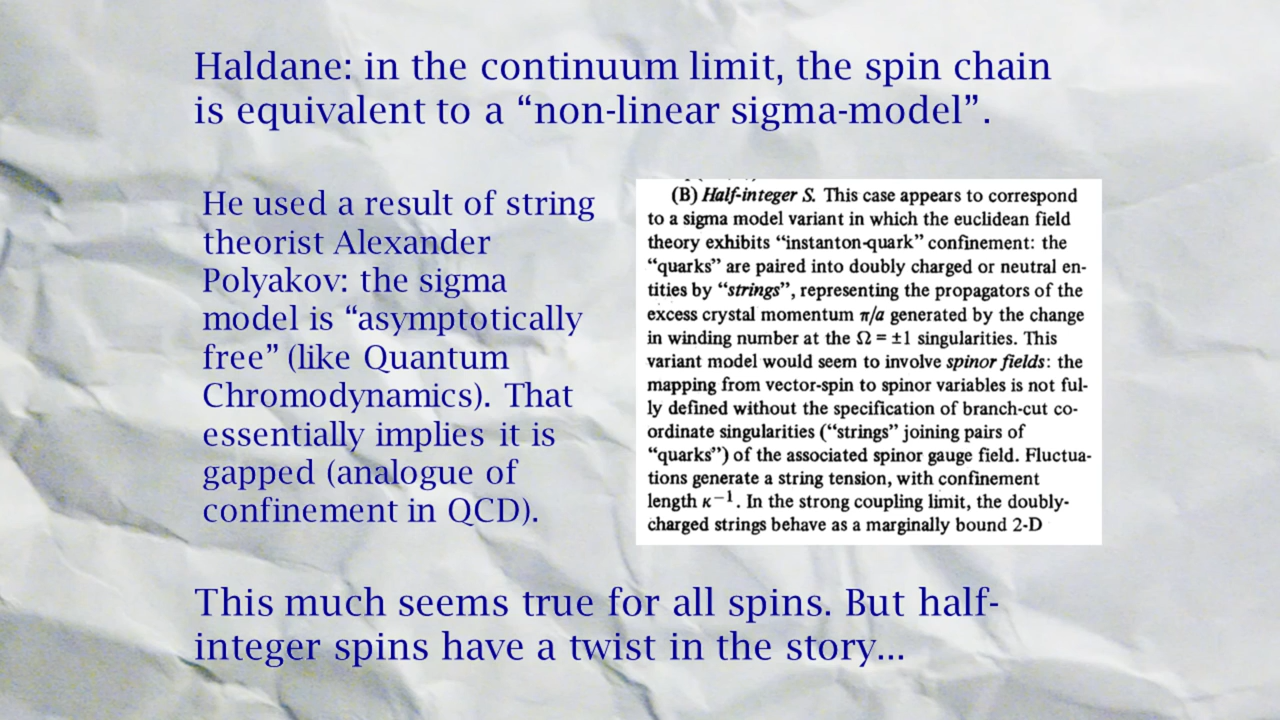 Haldane: in the continuum limit, the spin chain
is equivalent to a “non-linear sigma-model”.
He used a result of string
theorist Alexander
Polyakov: the sigma
model is “asymptotically
free” (like Quantum
Chromodynamics). That
essentially implies it is
gapped (analogue of
confinement in QCD).
(B) Half-integer S. This case appears to correspond
to a sigma model variant in which the euclidean field
theory exhibits “instanton-quark” confinement: the
“quarks” are paired into doubly charged or neutral en-
tities by “strings”, representing the propagators of the
excess crystal momentum π/a generated by the change
in winding number at the Ω = ±1 singularities. This
variant model would seem to involve spinor fields: the
mapping from vector-spin to spinor variables is not ful-
ly defined without the specification of branch-cut co-
ordinate singularities (“strings” joining pairs of
“quarks”) of the associated spinor gauge field. Fluctua-
tions generate a string tension, with confinement
length κ⁻¹. In the strong coupling limit, the doubly-
charged strings behave as a marginally bound 2-D
This much seems true for all spins. But half-
integer spins have a twist in the story...